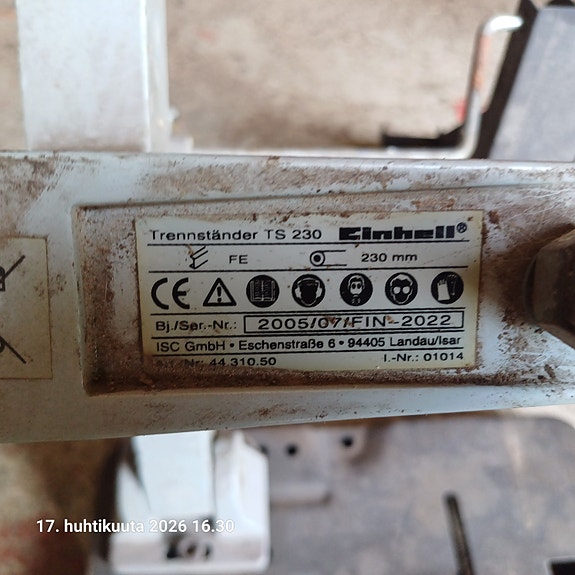 Trennständer TS 230 Einhell®
FE 230 mm
CE
Bj./Ser.-Nr.: 2005/07/FIN-2022
ISC GmbH • Eschenstraße 6 • 94405 Landau/Isar
44.310.50 I.-Nr.: 01014
17. huhtikuuta 2026 16.30